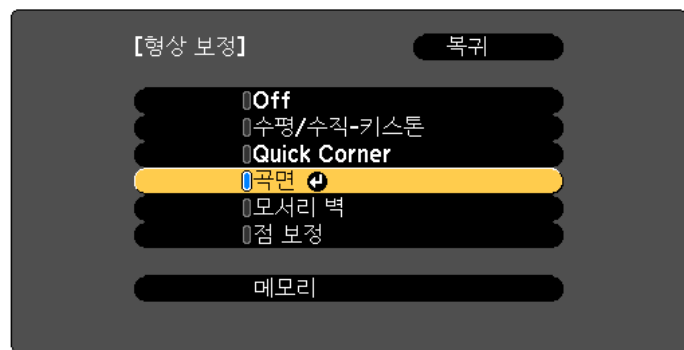 [형상 보정] 복귀
Off
수평/수직-키스톤
Quick Corner
곡면
모서리 벽
점 보정
메모리